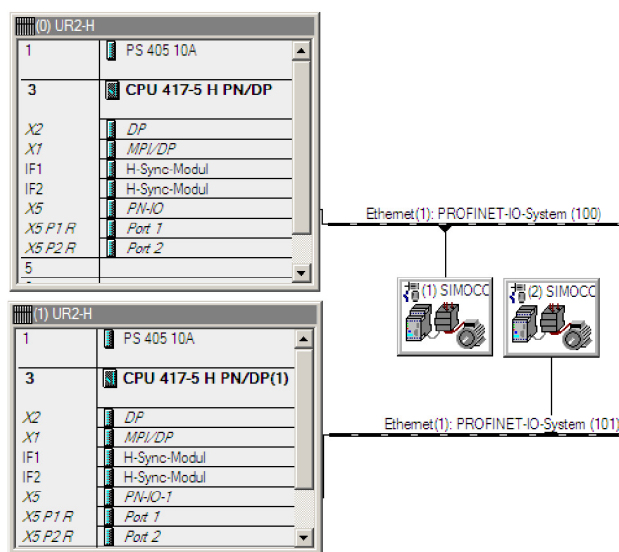 (0) UR2-H
1 PS 405 10A
3 CPU 417-5 H PN/DP
X2 DP
X1 MPI/DP
IF1 H-Sync-Modul
IF2 H-Sync-Modul
X5 PN-IO
X5 P1 R Port 1
X5 P2 R Port 2
5
Ethernet(1): PROFINET-IO-System (100)
(1) SIMOCC
(2) SIMOCC
(1) UR2-H
1 PS 405 10A
3 CPU 417-5 H PN/DP(1)
X2 DP
X1 MPI/DP
IF1 H-Sync-Modul
IF2 H-Sync-Modul
X5 PN-IO-1
X5 P1 R Port 1
X5 P2 R Port 2
Ethernet(1): PROFINET-IO-System (101)